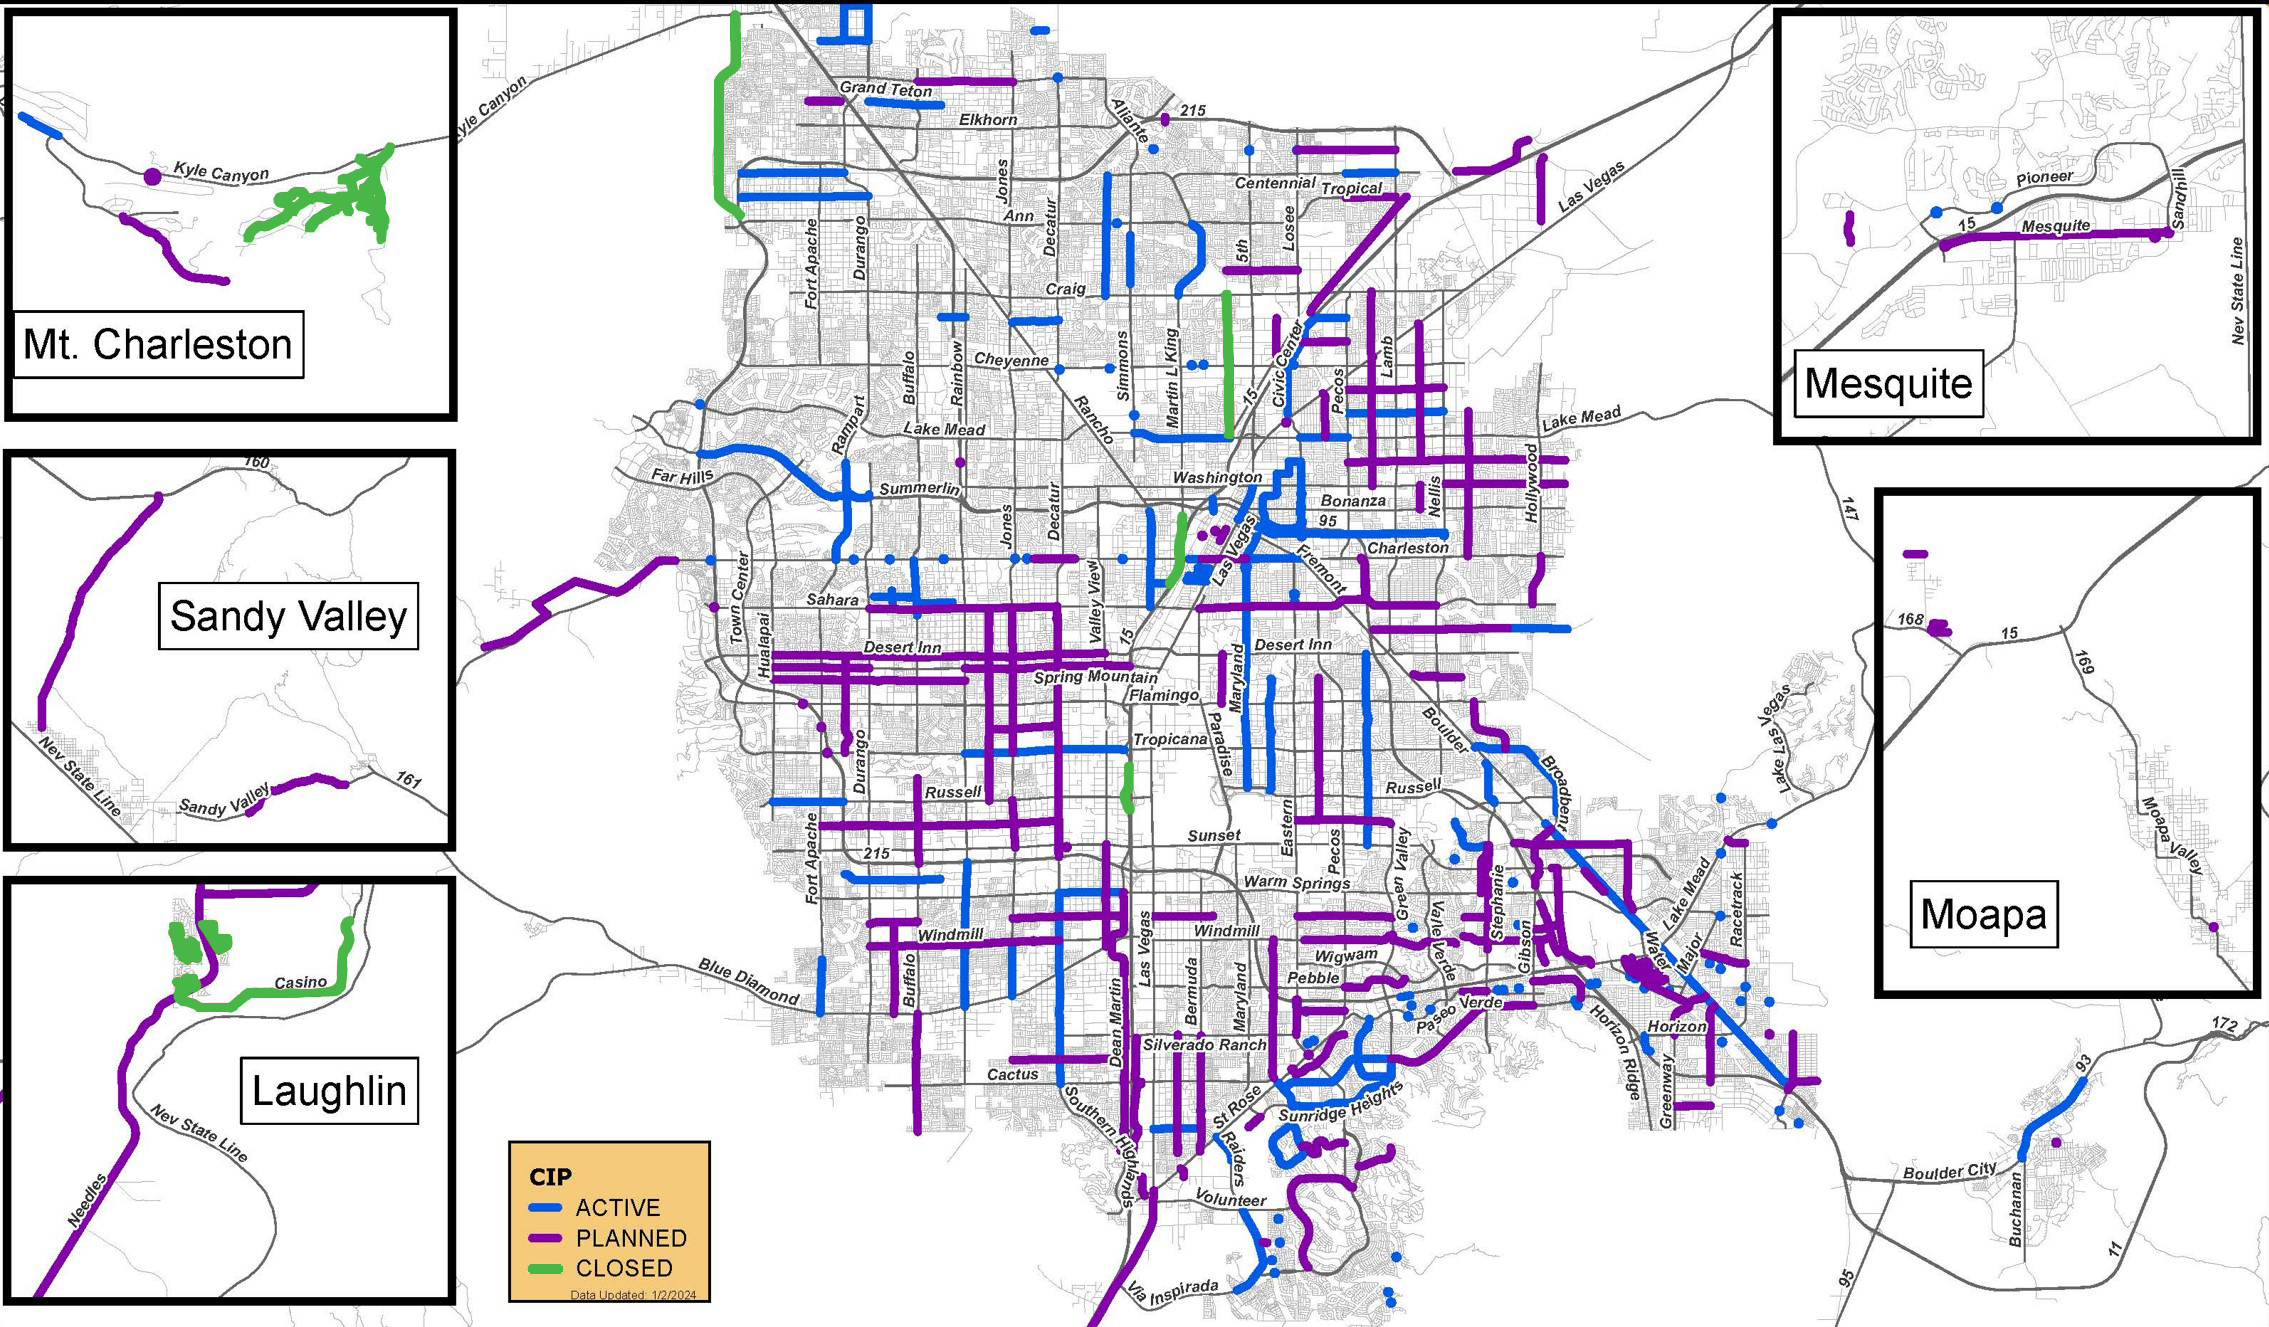 Kyle Canyon
Mt. Charleston
160
Sandy Valley
Nev State Line
Sandy Valley
161
Casino
Laughlin
Nev State Line
Needles
CIP
ACTIVE
PLANNED
CLOSED
Data Updated: 1/2/2024
Kyle Canyon
Grand Teton
Elkhorn
Aliante
215
Jones
Centennial
Tropical
Las Vegas
Ann
Decatur
Fort Apache
Durango
5th
Losee
Craig
Simmons
Martin L King
Civic Center
15
Cheyenne
Buffalo
Rainbow
Pecos
Lamb
Rampart
Rancho
Lake Mead
Lake Mead
Far Hills
Summerlin
Washington
Bonanza
Nellis
Hollywood
95
Jones
Decatur
Las Vegas
Charleston
Fremont
Town Center
Hualapai
Sahara
Valley View
15
Desert Inn
Desert Inn
Maryland
Spring Mountain
Flamingo
Paradise
Boulder
Tropicana
Durango
Broadbent
Russell
Russell
Fort Apache
Sunset
Eastern
Pecos
Green Valley
215
Warm Springs
Valle Verde
Stephanie
Gibson
Lake Mead
Racetrack
Windmill
Windmill
Las Vegas
Wigwam
Water
Major
Blue Diamond
Buffalo
Dean Martin
Bermuda
Maryland
Pebble
Paseo
Verde
Horizon
Horizon Ridge
Greenway
Silverado Ranch
Cactus
Southern Highlands
St Rose
Sunridge Heights
Raiders
Volunteer
Via Inspirada
Lake Las Vegas
147
Pioneer
Sandhill
15
Mesquite
Nev State Line
Mesquite
168
15
169
Moapa Valley
Moapa
172
93
Boulder City
Buchanan
11
95